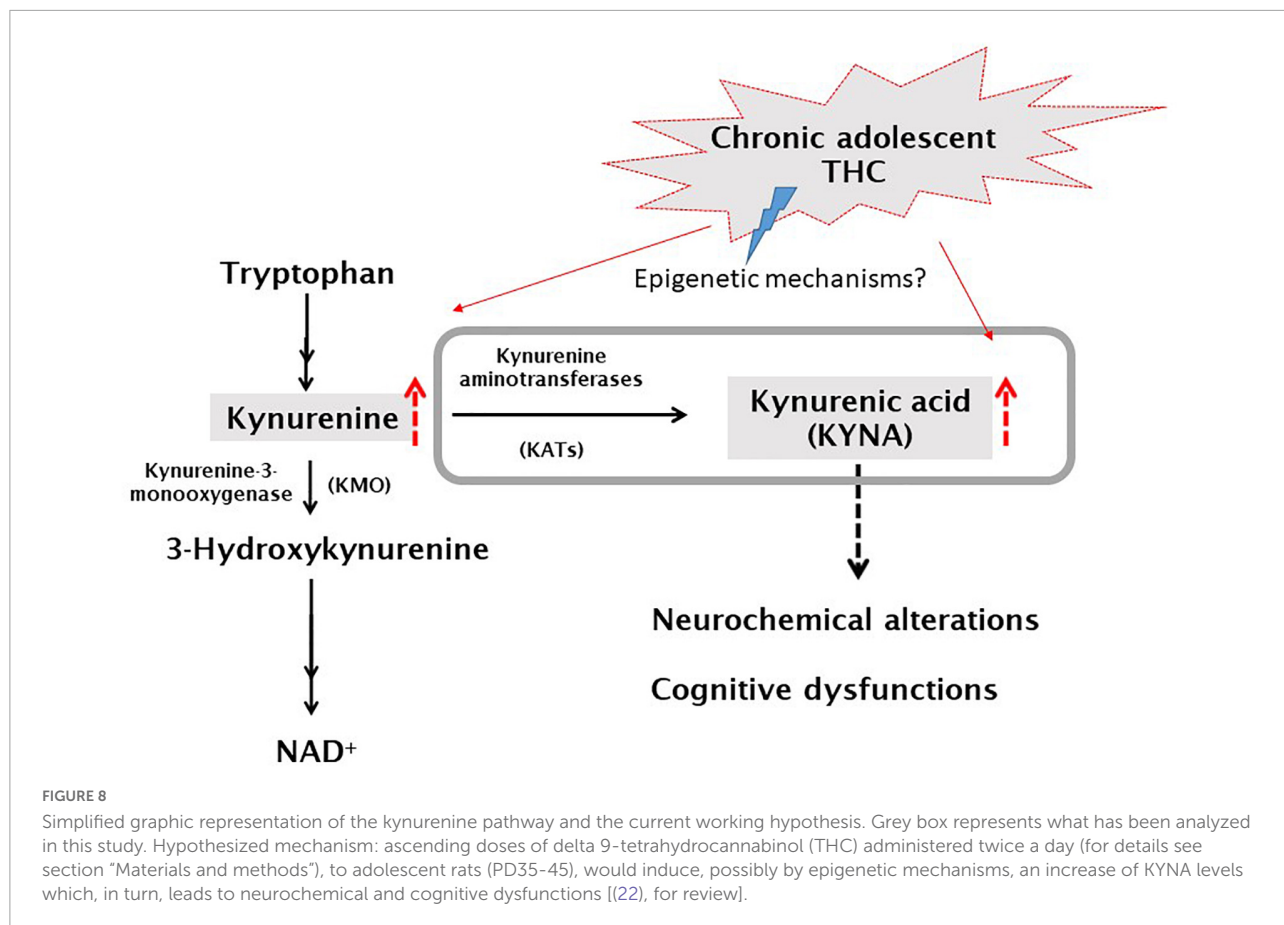 Chronic adolescent
THC
Epigenetic mechanisms?
Tryptophan
Kynurenine
aminotransferases
(KATs)
Kynurenine
Kynurenic acid
(KYNA)
Kynurenine-3-
monooxygenase
(KMO)
3-Hydroxykynurenine
Neurochemical alterations
Cognitive dysfunctions
NAD⁺
FIGURE 8
Simplified graphic representation of the kynurenine pathway and the current working hypothesis. Grey box represents what has been analyzed
in this study. Hypothesized mechanism: ascending doses of delta 9-tetrahydrocannabinol (THC) administered twice a day (for details see
section “Materials and methods”), to adolescent rats (PD35-45), would induce, possibly by epigenetic mechanisms, an increase of KYNA levels
which, in turn, leads to neurochemical and cognitive dysfunctions [(22), for review].